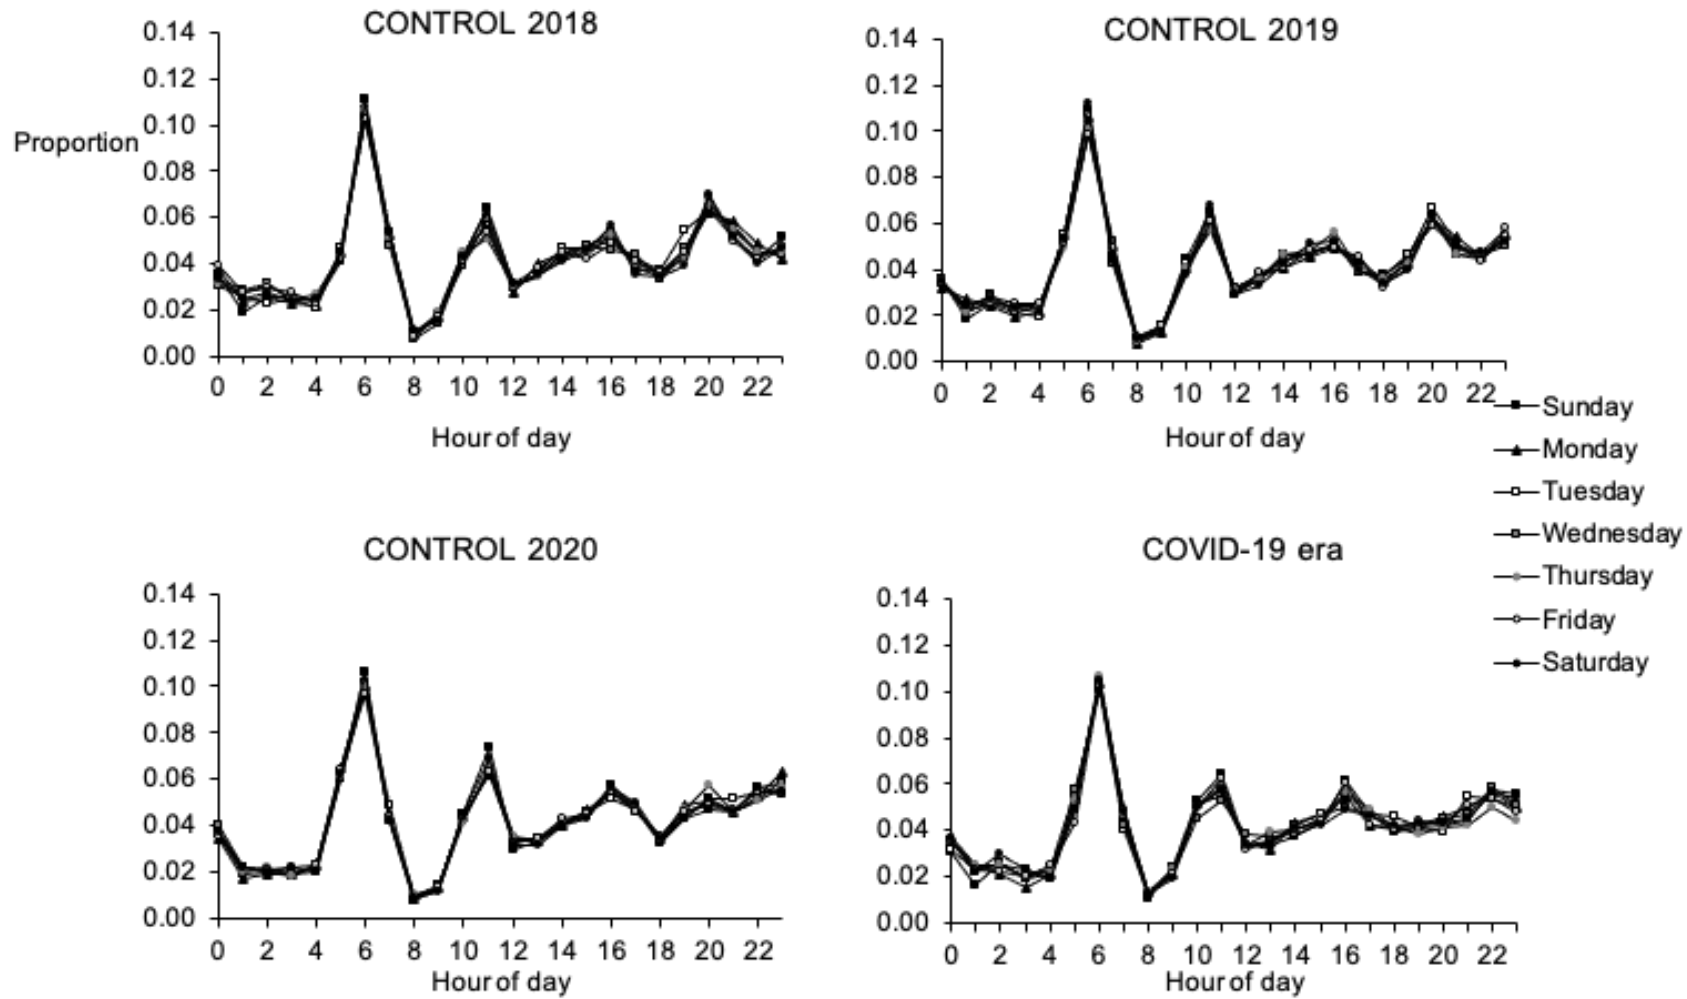 CONTROL 2018
0.14
0.12
0.10
0.08
0.06
0.04
0.02
0.00
Proportion
0 2 4 6 8 10 12 14 16 18 20 22
Hour of day
CONTROL 2019
0.14
0.12
0.10
0.08
0.06
0.04
0.02
0.00
0 2 4 6 8 10 12 14 16 18 20 22
Hour of day
Sunday
Monday
Tuesday
Wednesday
Thursday
Friday
Saturday
CONTROL 2020
0.14
0.12
0.10
0.08
0.06
0.04
0.02
0.00
0 2 4 6 8 10 12 14 16 18 20 22
Hour of day
COVID-19 era
0.14
0.12
0.10
0.08
0.06
0.04
0.02
0.00
0 2 4 6 8 10 12 14 16 18 20 22
Hour of day